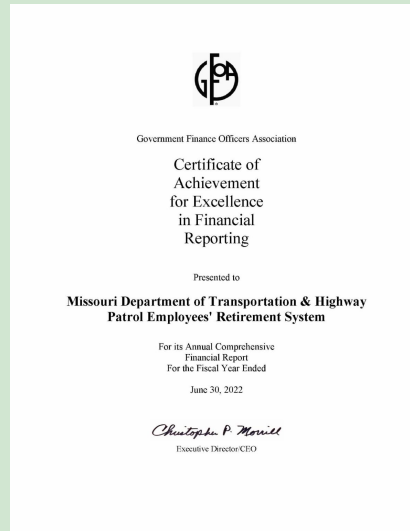 GFOA
Government Finance Officers Association
Certificate of
Achievement
for Excellence
in Financial
Reporting
Presented to
Missouri Department of Transportation & Highway
Patrol Employees' Retirement System
For its Annual Comprehensive
Financial Report
For the Fiscal Year Ended
June 30, 2022
Christopher P. Morrill
Executive Director/CEO